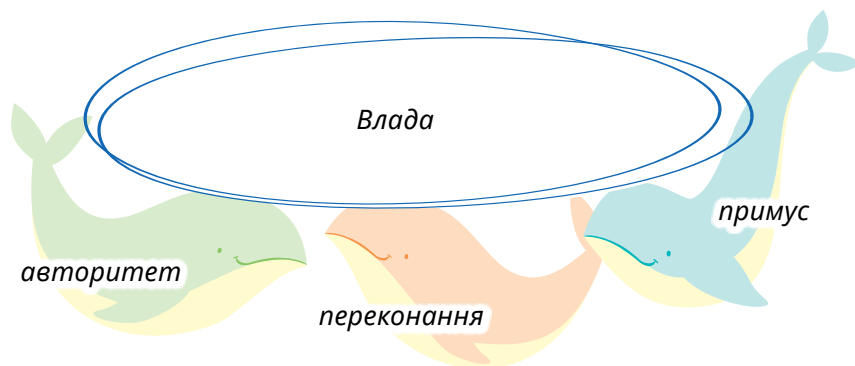 Влада
примус
авторитет
переконання